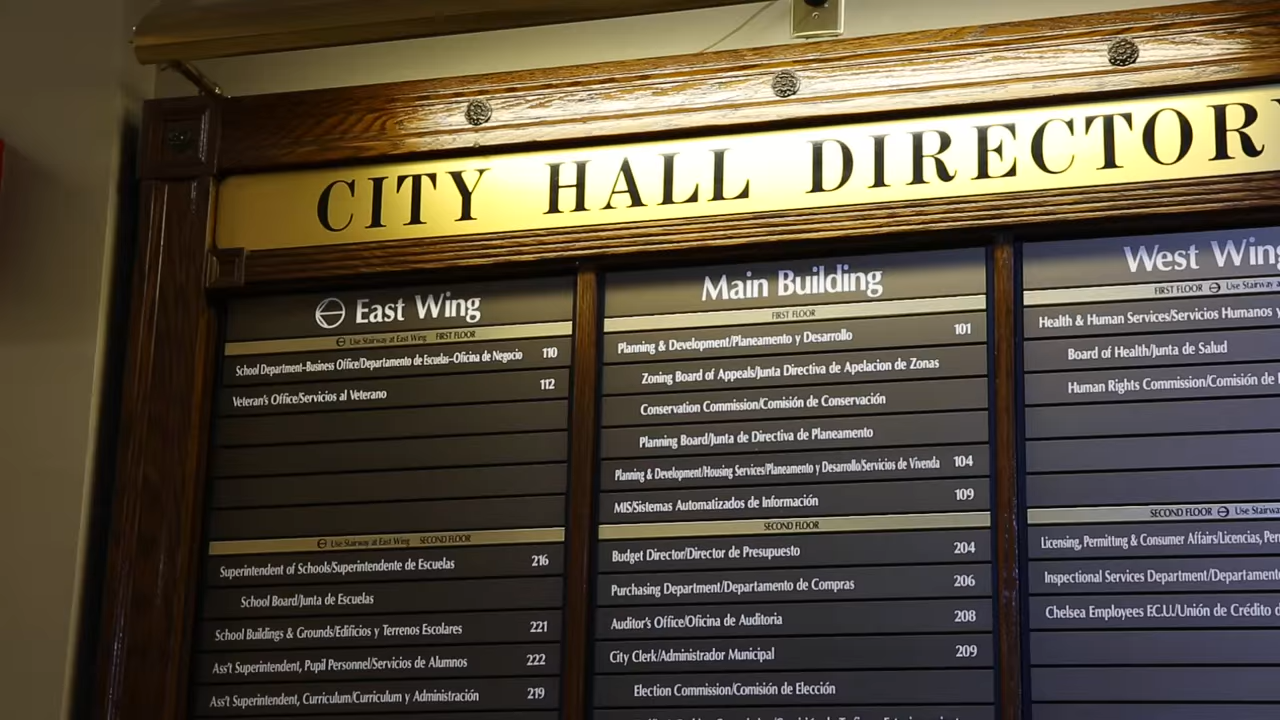 CITY HALL DIRECTOR
East Wing
Use Stairway at East Wing FIRST FLOOR
School Department-Business Office/Departamento de Escuelas-Oficina de Negocio 110
Veteran's Office/Servicios al Veterano 112
Use Stairway at East Wing SECOND FLOOR
Superintendent of Schools/Superintendente de Escuelas 216
School Board/Junta de Escuelas
School Buildings & Grounds/Edificios y Terrenos Escolares 221
Ass't Superintendent, Pupil Personnel/Servicios de Alumnos 222
Ass't Superintendent, Curriculum/Curriculum y Administración 219
Main Building
FIRST FLOOR
Planning & Development/Planeamento y Desarrollo 101
Zoning Board of Appeals/Junta Directiva de Apelacion de Zonas
Conservation Commission/Comisión de Conservación
Planning Board/Junta de Directiva de Planeamento
Planning & Development/Housing Services/Planeamento y Desarrollo/Servicios de Vivenda 104
MIS/Sistemas Automatizados de Información 109
SECOND FLOOR
Budget Director/Director de Presupuesto 204
Purchasing Department/Departamento de Compras 206
Auditor's Office/Oficina de Auditoria 208
City Clerk/Administrador Municipal 209
Election Commission/Comisión de Elección
West Wing
FIRST FLOOR Use Stairway
Health & Human Services/Servicios Humanos y
Board of Health/Junta de Salud
Human Rights Commission/Comisión de
SECOND FLOOR Use Stairwa
Licensing, Permitting & Consumer Affairs/Licencias, Per
Inspectional Services Department/Departamento
Chelsea Employees F.C.U./Unión de Crédito d